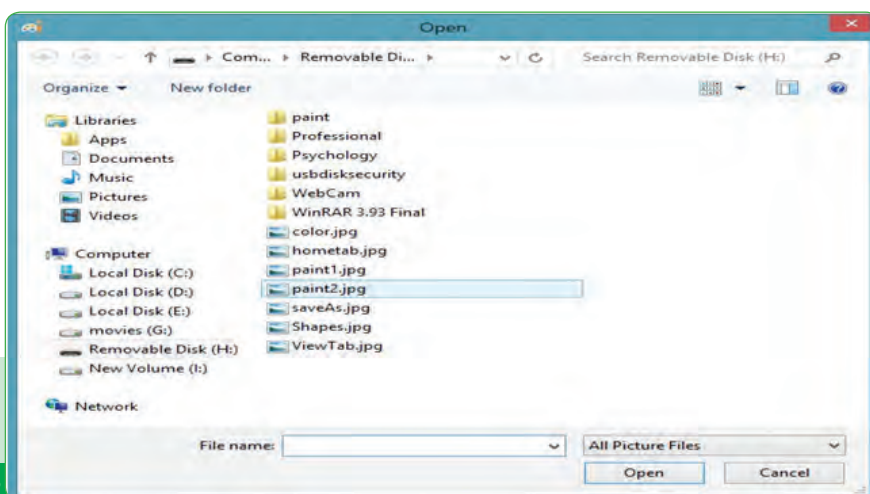 Open
Com... Removable Di... Search Removable Disk (H:)
Organize New folder
Libraries
Apps
Documents
Music
Pictures
Videos
Computer
Local Disk (C:)
Local Disk (D:)
Local Disk (E:)
movies (G:)
Removable Disk (H:)
New Volume (I:)
Network
paint
Professional
Psychology
usbdisksecurity
WebCam
WinRAR 3.93 Final
color.jpg
hometab.jpg
paint1.jpg
paint2.jpg
saveAs.jpg
Shapes.jpg
ViewTab.jpg
File name: All Picture Files
Open Cancel